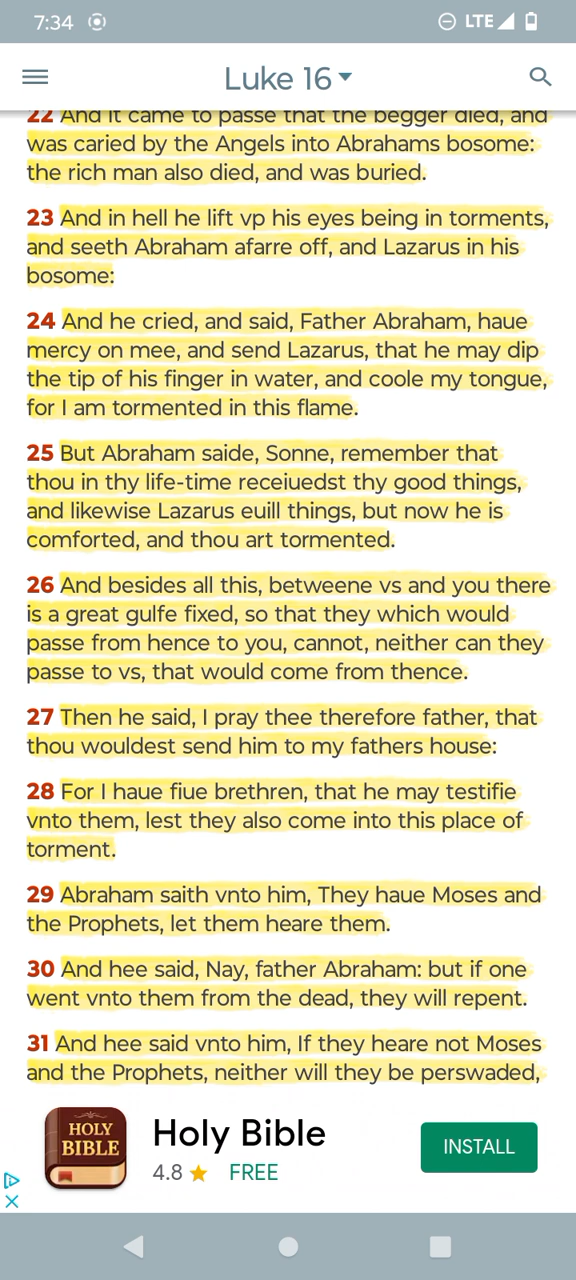 7:34
LTE
Luke 16
22 And it came to passe that the begger died, and
was caried by the Angels into Abrahams bosome:
the rich man also died, and was buried.
23 And in hell he lift vp his eyes being in torments,
and seeth Abraham afarre off, and Lazarus in his
bosome:
24 And he cried, and said, Father Abraham, haue
mercy on mee, and send Lazarus, that he may dip
the tip of his finger in water, and coole my tongue,
for I am tormented in this flame.
25 But Abraham saide, Sonne, remember that
thou in thy life-time receiuedst thy good things,
and likewise Lazarus euill things, but now he is
comforted, and thou art tormented.
26 And besides all this, betweene vs and you there
is a great gulfe fixed, so that they which would
passe from hence to you, cannot, neither can they
passe to vs, that would come from thence.
27 Then he said, I pray thee therefore father, that
thou wouldest send him to my fathers house:
28 For I haue fiue brethren, that he may testifie
vnto them, lest they also come into this place of
torment.
29 Abraham saith vnto him, They haue Moses and
the Prophets, let them heare them.
30 And hee said, Nay, father Abraham: but if one
went vnto them from the dead, they will repent.
31 And hee said vnto him, If they heare not Moses
and the Prophets, neither will they be perswaded,
HOLY
BIBLE
Holy Bible
4.8 FREE
INSTALL